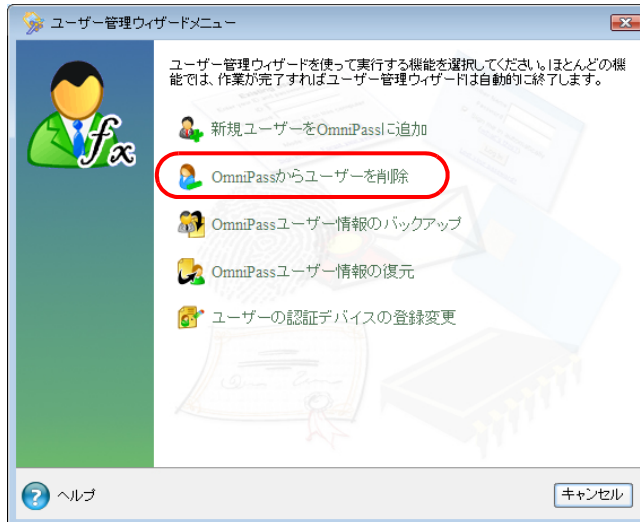 ユーザー管理ウィザードメニュー
ユーザー管理ウィザードを使って実行する機能を選択してください。ほとんどの機
能では、作業が完了すればユーザー管理ウィザードは自動的に終了します。
fx
新規ユーザーをOmniPassに追加
OmniPassからユーザーを削除
OmniPassユーザー情報のバックアップ
OmniPassユーザー情報の復元
ユーザーの認証デバイスの登録変更
ヘルプ
キャンセル